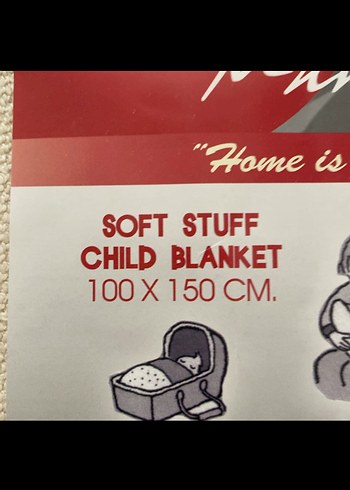 "Home is
SOFT STUFF
CHILD BLANKET
100 X 150 CM.